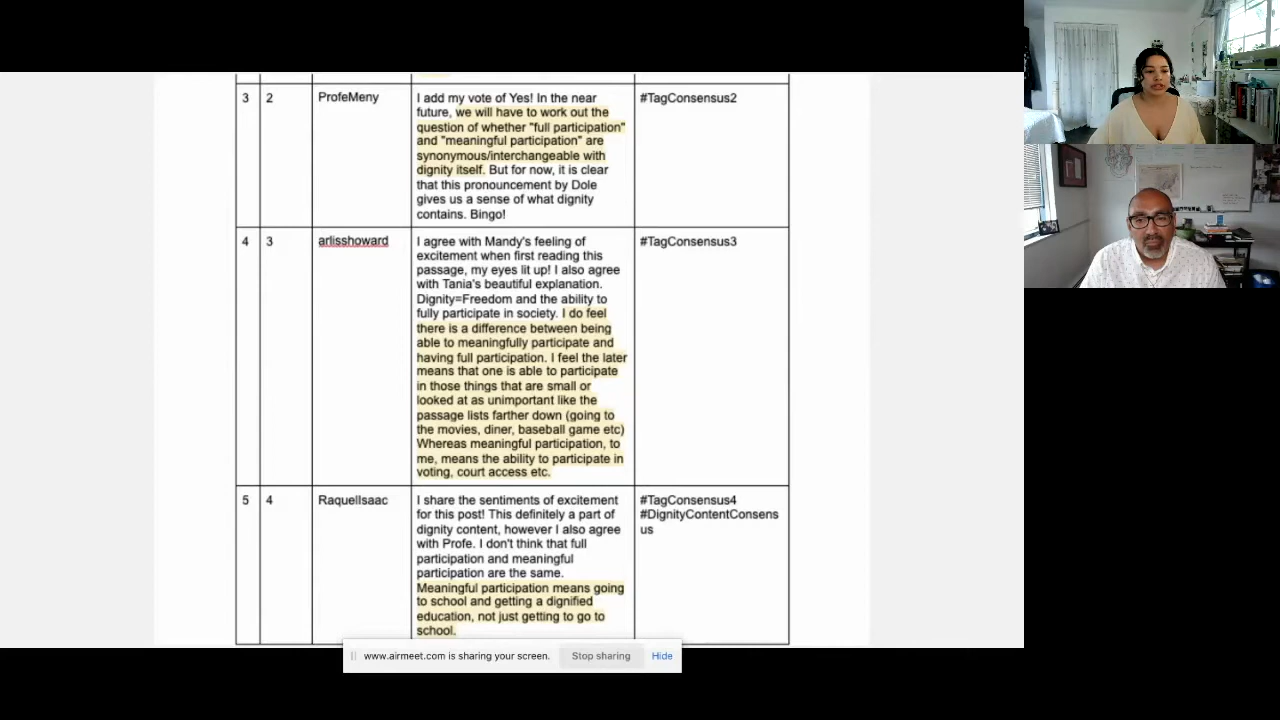 3
2
ProfeMeny
I add my vote of Yes! In the near
future, we will have to work out the
question of whether "full participation"
and "meaningful participation" are
synonymous/interchangeable with
dignity itself. But for now, it is clear
that this pronouncement by Dole
gives us a sense of what dignity
contains. Bingo!
#TagConsensus2
4
3
arlisshoward
I agree with Mandy's feeling of
excitement when first reading this
passage, my eyes lit up! I also agree
with Tania's beautiful explanation.
Dignity=Freedom and the ability to
fully participate in society. I do feel
there is a difference between being
able to meaningfully participate and
having full participation. I feel the later
means that one is able to participate
in those things that are small or
looked at as unimportant like the
passage lists farther down (going to
the movies, diner, baseball game etc)
Whereas meaningful participation, to
me, means the ability to participate in
voting, court access etc.
#TagConsensus3
5
4
RaquelIsaac
I share the sentiments of excitement
for this post! This definitely a part of
dignity content, however I also agree
with Profe. I don't think that full
participation and meaningful
participation are the same.
Meaningful participation means going
to school and getting a dignified
education, not just getting to go to
school.
#TagConsensus4
#DignityContentConsens
us
www.airmeet.com is sharing your screen.
Stop sharing
Hide